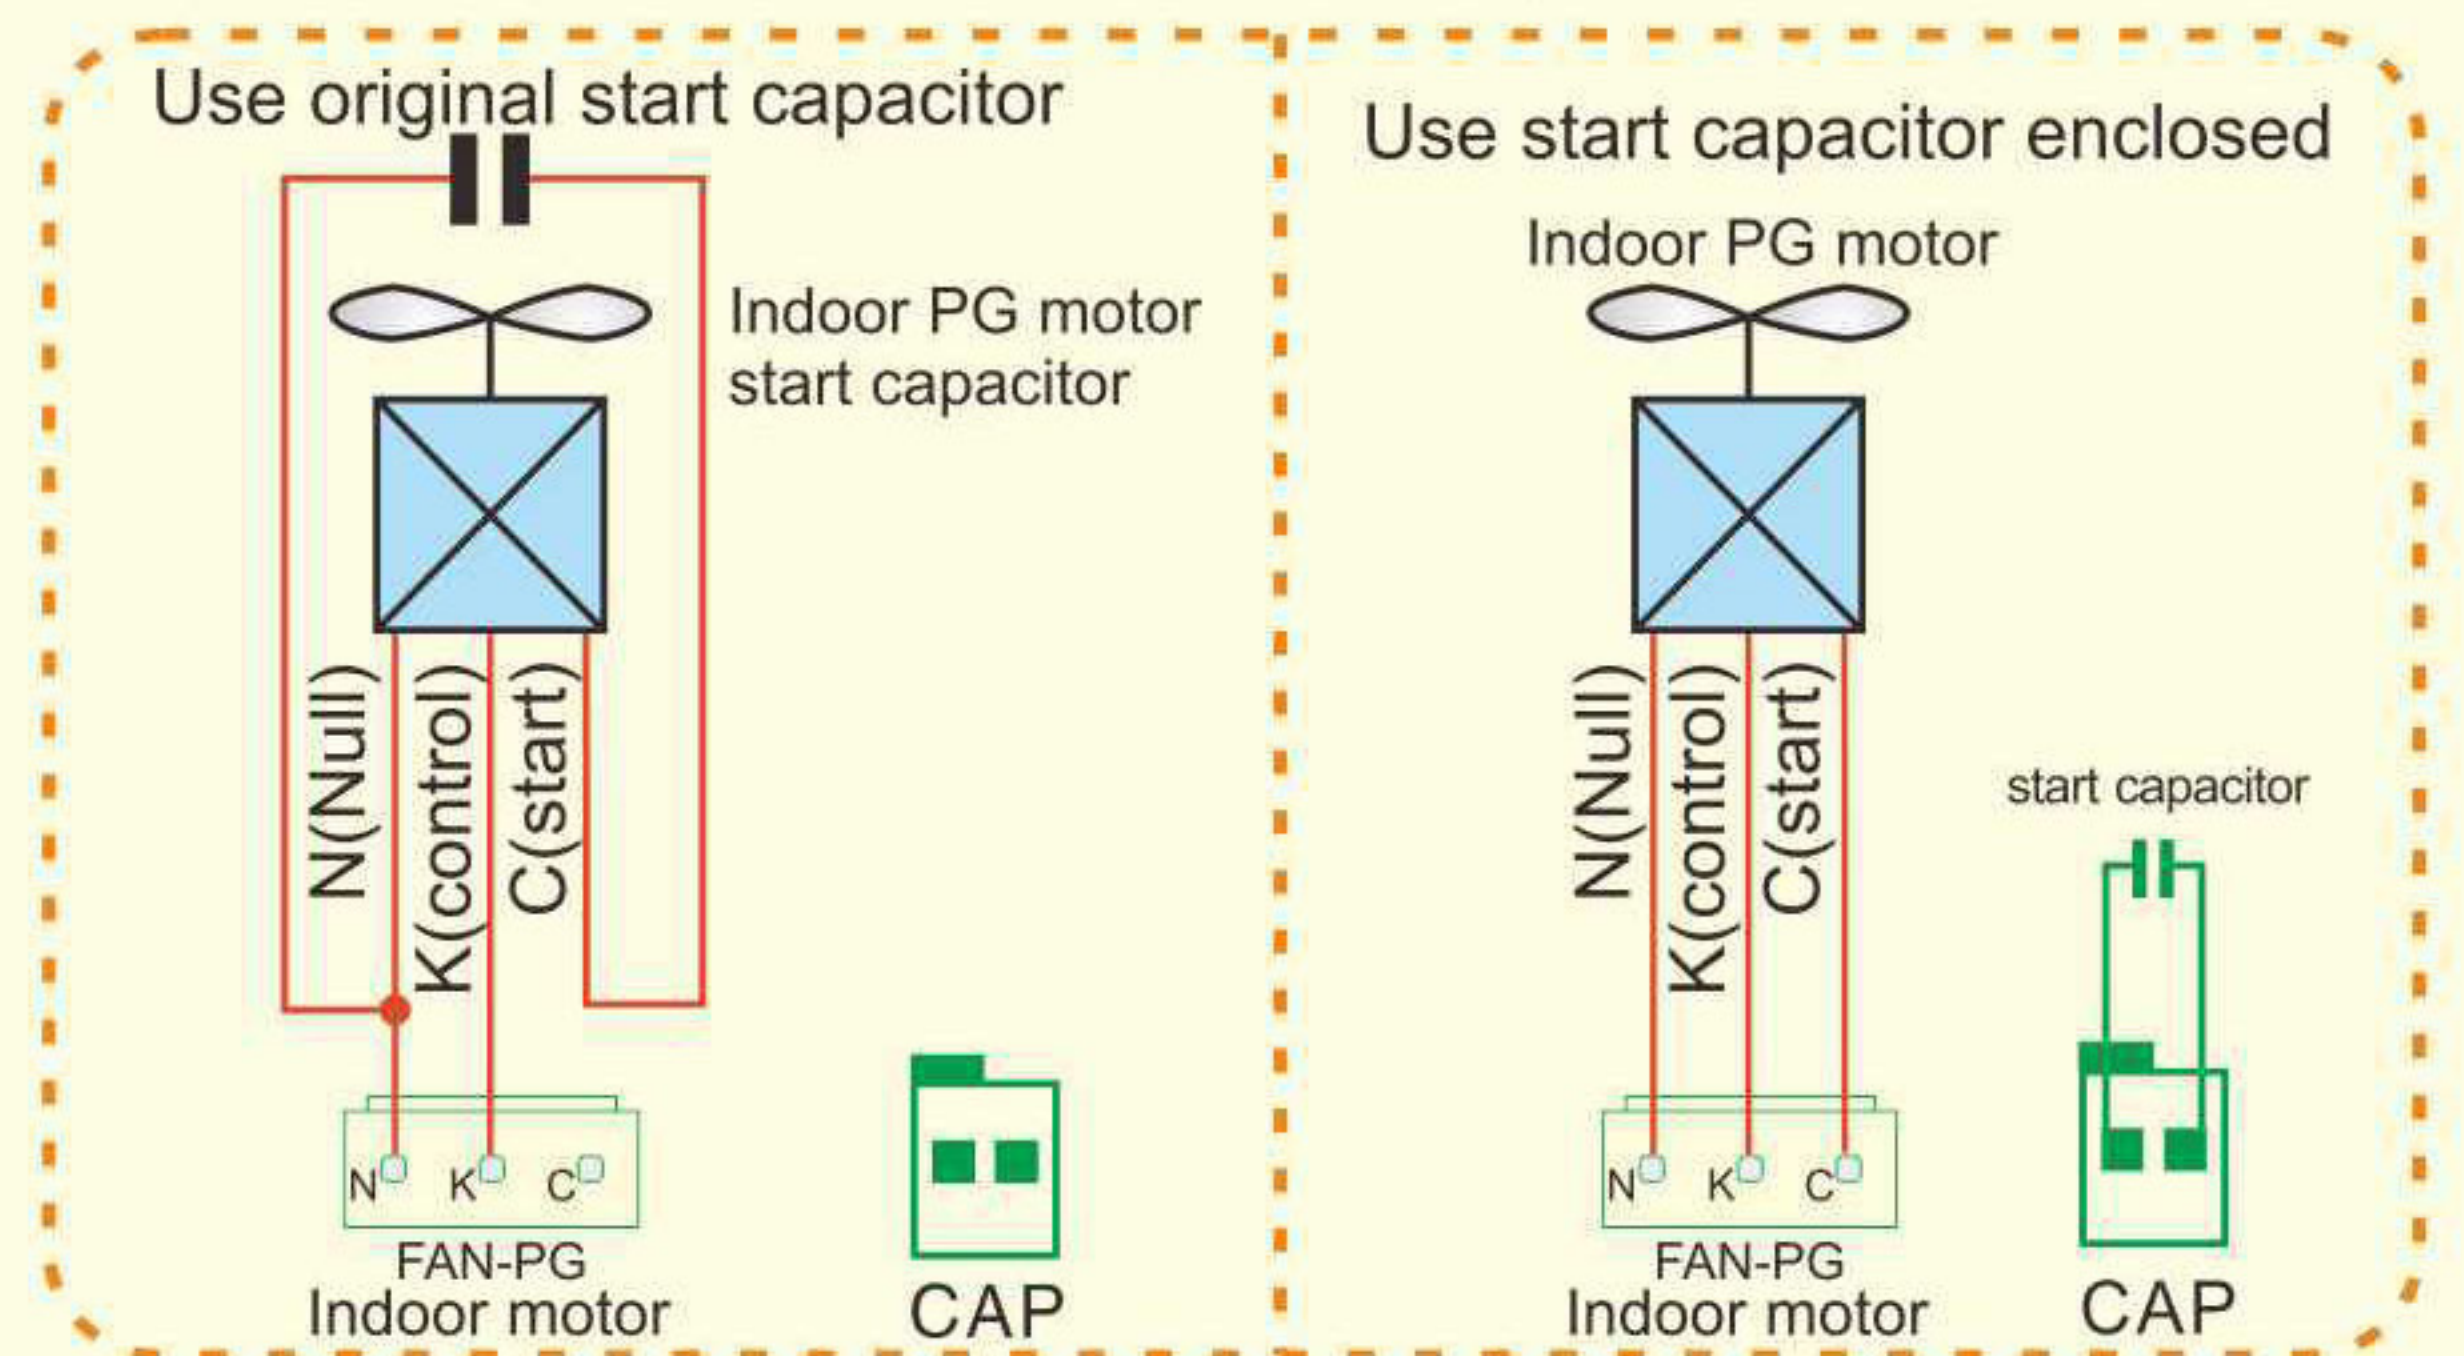 Use original start capacitor
Indoor PG motor
start capacitor
N(Null)
K(control)
C(start)
N
K
C
FAN-PG
Indoor motor
CAP
Use start capacitor enclosed
Indoor PG motor
N(Null)
K(control)
C(start)
start capacitor
N
K
C
FAN-PG
Indoor motor
CAP